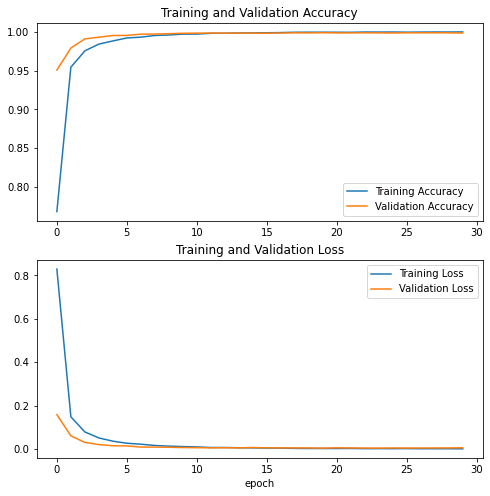 Training and Validation Accuracy
1.00
0.95
0.90
0.85
0.80
Training Accuracy
Validation Accuracy
0 5 10 15 20 25 30
Training and Validation Loss
0.8
0.6
0.4
0.2
0.0
Training Loss
Validation Loss
0 5 10 15 20 25 30
epoch